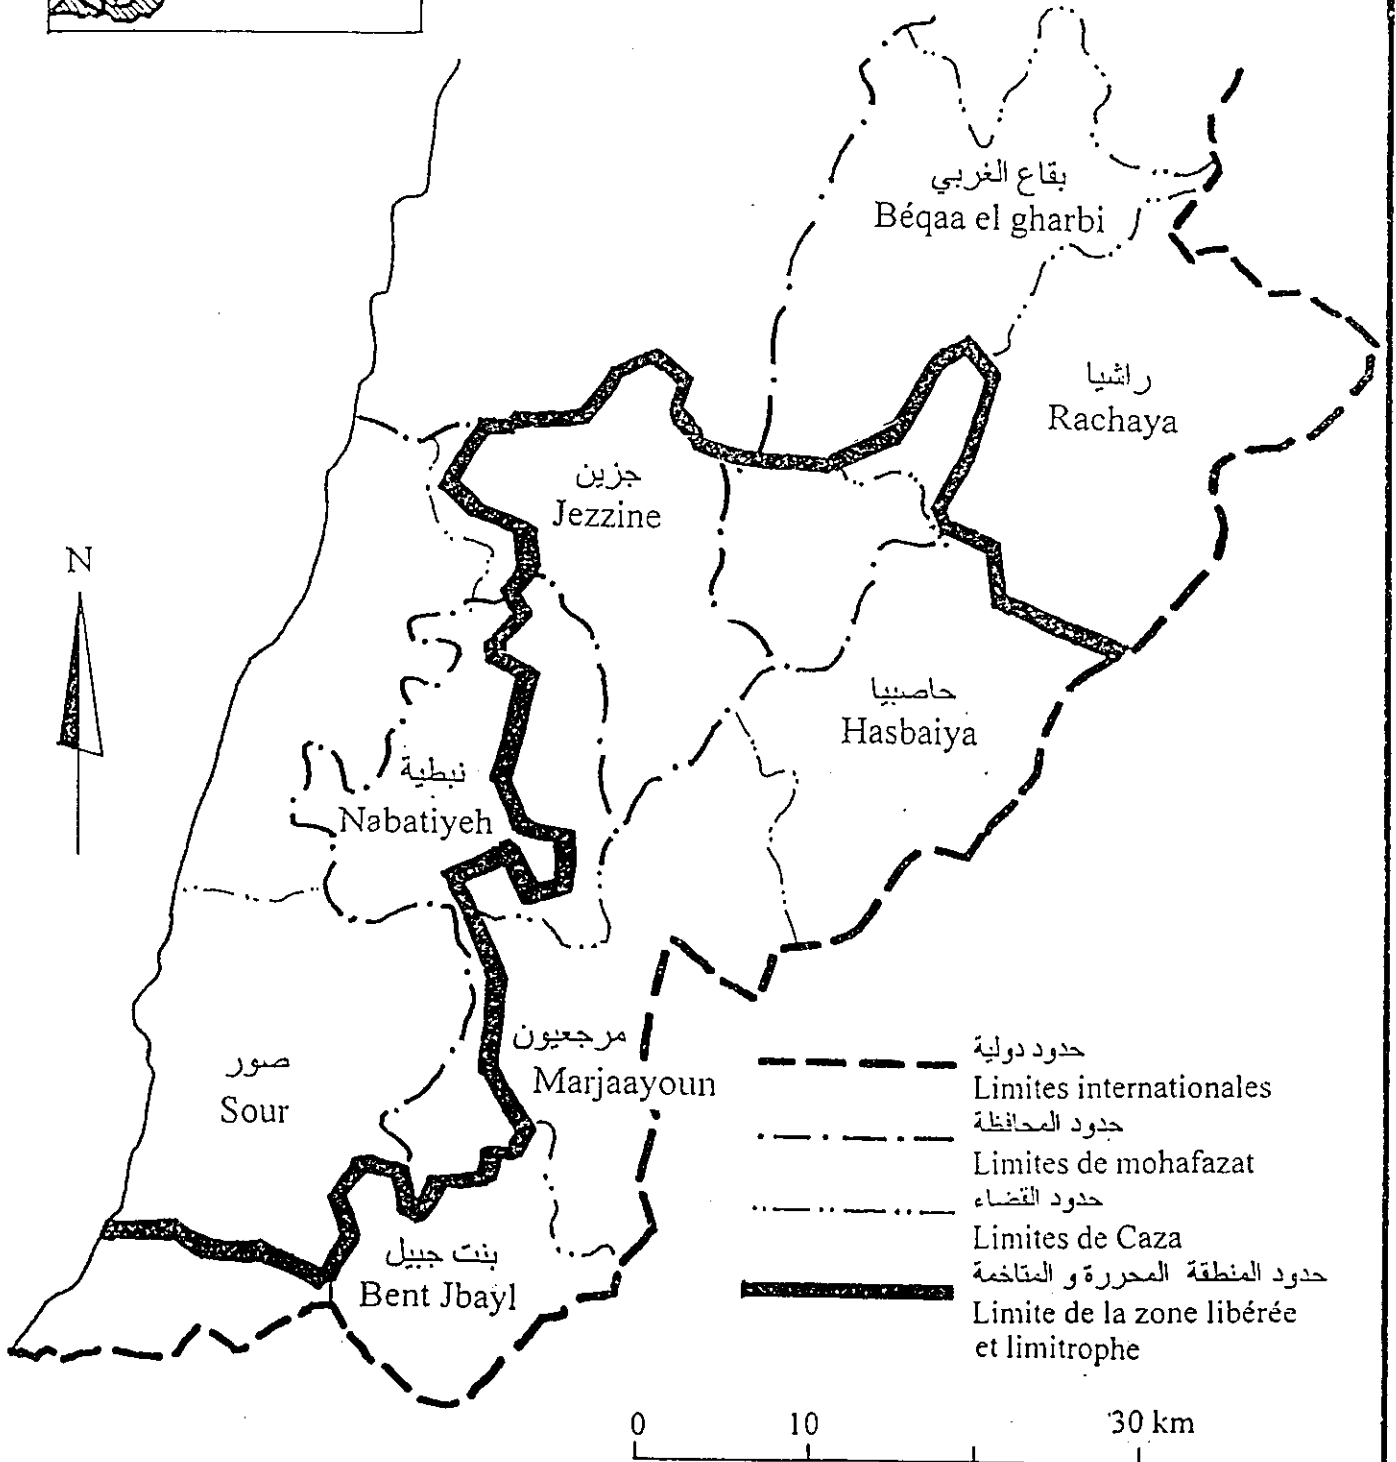 بقاع الغربي
Béqaa el gharbi
راشيا
Rachaya
جزين
Jezzine
N
حاصبيا
Hasbaiya
نبطية
Nabatiyeh
مرجعيون
Marjaayoun
صور
Sour
بنت جبيل
Bent Jbayl
حدود دولية
Limites internationales
حدود المحافظة
Limites de mohafazat
حدود القضاء
Limites de Caza
حدود المنطقة المحررة و المتاخمة
Limite de la zone libérée
et limitrophe
0 10 30 km